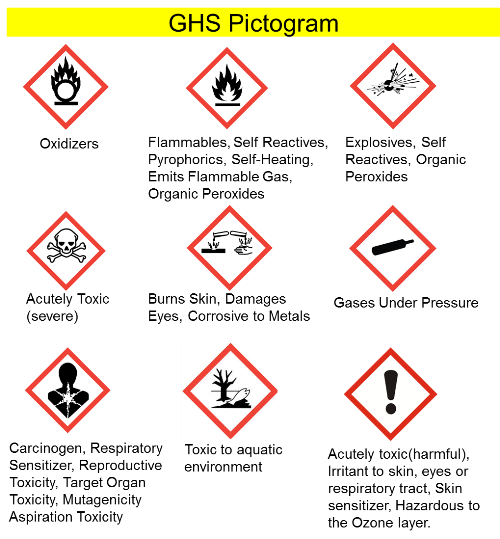 GHS Pictogram
Oxidizers
Flammables, Self Reactives,
Pyrophorics, Self-Heating,
Emits Flammable Gas,
Organic Peroxides
Explosives, Self
Reactives, Organic
Peroxides
Acutely Toxic
(severe)
Burns Skin, Damages
Eyes, Corrosive to Metals
Gases Under Pressure
Carcinogen, Respiratory
Sensitizer, Reproductive
Toxicity, Target Organ
Toxicity, Mutagenicity
Aspiration Toxicity
Toxic to aquatic
environment
Acutely toxic(harmful),
Irritant to skin, eyes or
respiratory tract, Skin
sensitizer, Hazardous to
the Ozone layer.